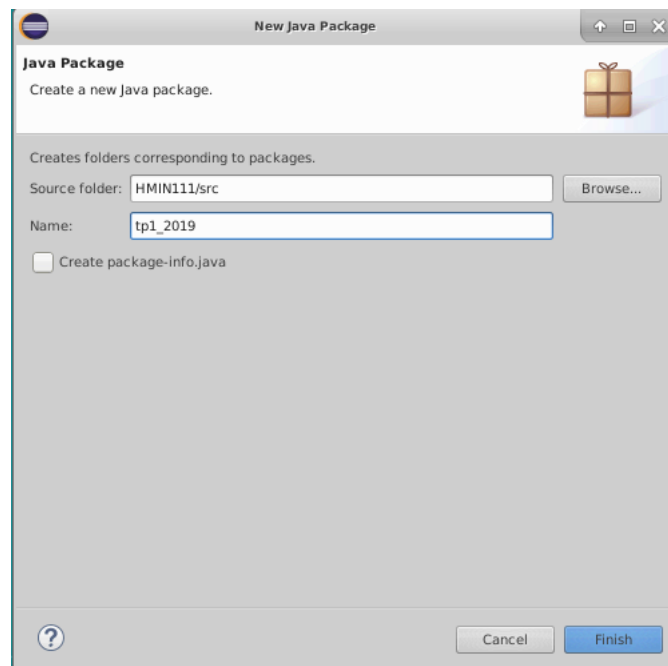 New Java Package
Java Package
Create a new Java package.
Creates folders corresponding to packages.
Source folder: HMIN111/src Browse...
Name: tp1_2019
Create package-info.java
? Cancel Finish